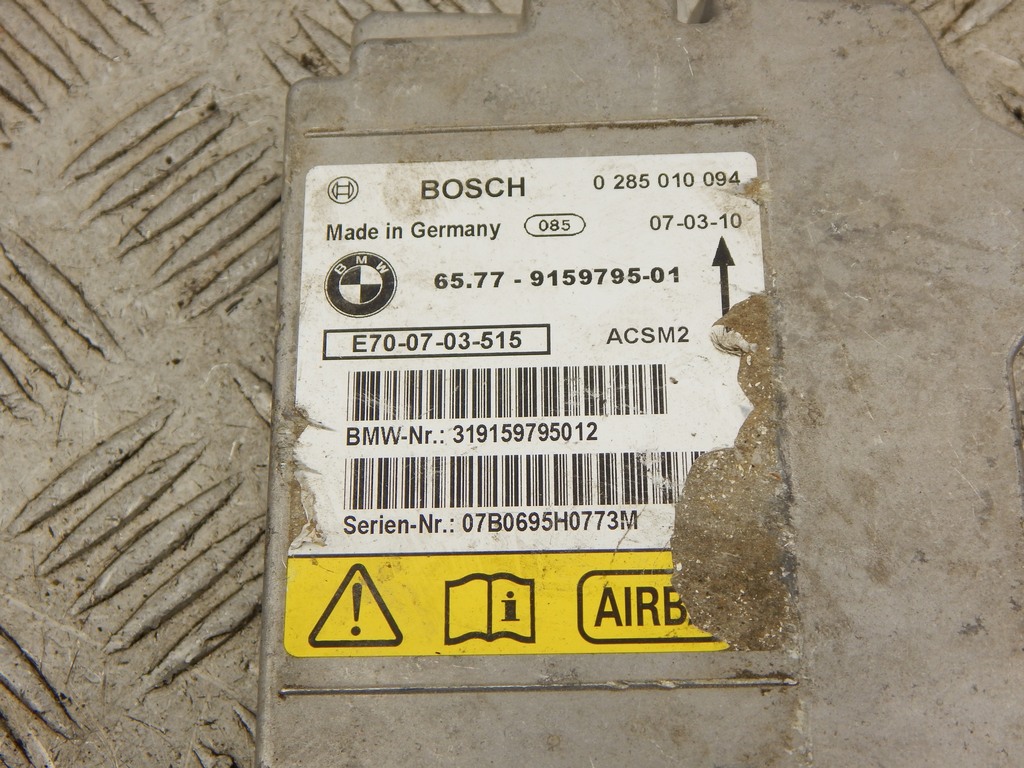 BOSCH 0 285 010 094
Made in Germany 085 07-03-10
BMW 65.77 - 9159795-01
E70-07-03-515 ACSM2
BMW-Nr.: 319159795012
Serien-Nr.: 07B0695H0773M
i AIRB